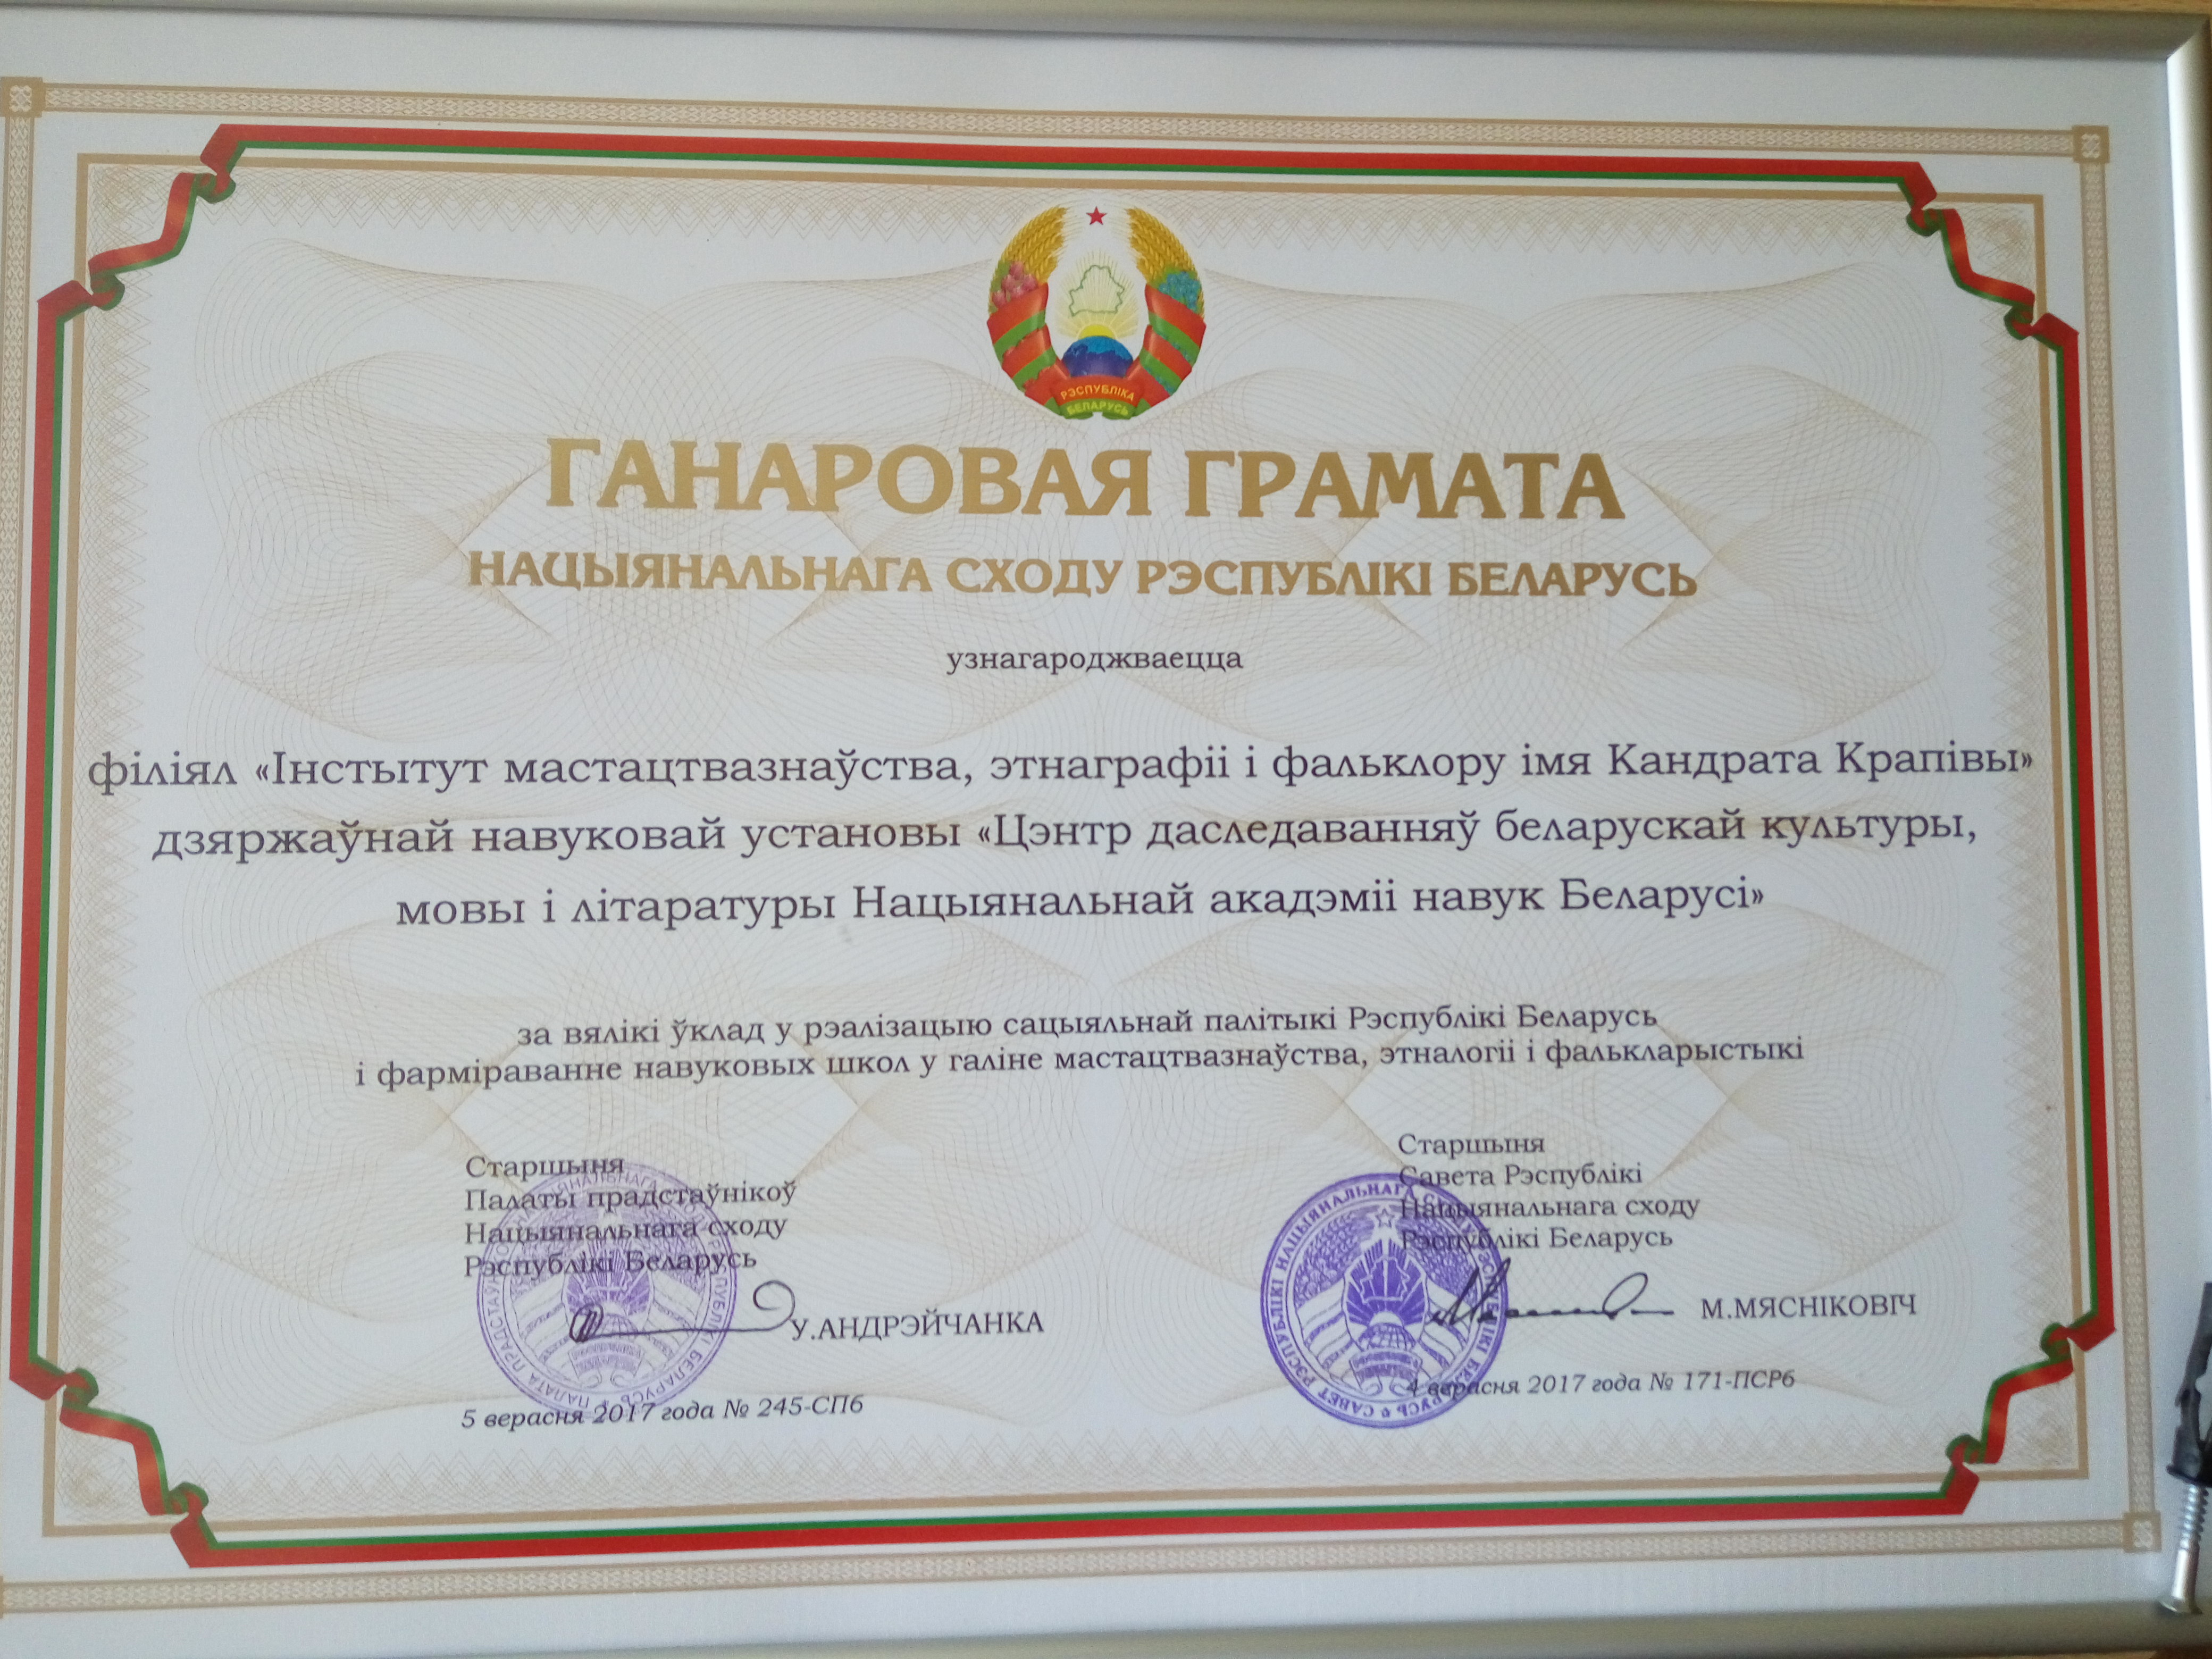 РЭСПУБЛІКА
БЕЛАРУСЬ
ГАНАРОВАЯ ГРАМАТА
НАЦЫЯНАЛЬНАГА СХОДУ РЭСПУБЛІКІ БЕЛАРУСЬ
узнагароджваецца
філіял «Інстытут мастацтвазнаўства, этнаграфіі і фальклору імя Кандрата Крапівы»
дзяржаўнай навуковай установы «Цэнтр даследаванняў беларускай культуры,
мовы і літаратуры Нацыянальнай акадэміі навук Беларусі»
за вялікі ўклад у рэалізацыю сацыяльнай палітыкі Рэспублікі Беларусь
і фарміраванне навуковых школ у галіне мастацтвазнаўства, этналогіі і фалькларыстыкі
Старшыня
Палаты прадстаўнікоў
Нацыянальнага сходу
Рэспублікі Беларусь
У.АНДРЭЙЧАНКА
5 верасня 2017 года № 245-СП6
Старшыня
Савета Рэспублікі
Нацыянальнага сходу
Рэспублікі Беларусь
М.МЯСНІКОВІЧ
4 верасня 2017 года № 171-ПСР6